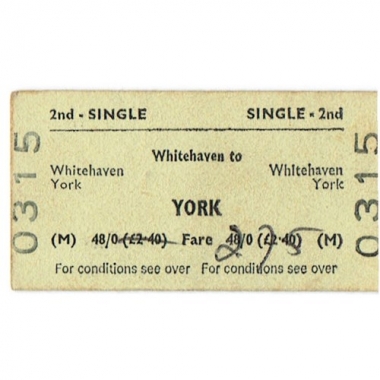 2nd - SINGLE SINGLE - 2nd
Whitehaven to
Whitehaven Whitehaven
York York
YORK
(M) 48/0 (£2·40) Fare 48/0 (£2·40) (M)
2 75
For conditions see over For conditions see over
0315
0315